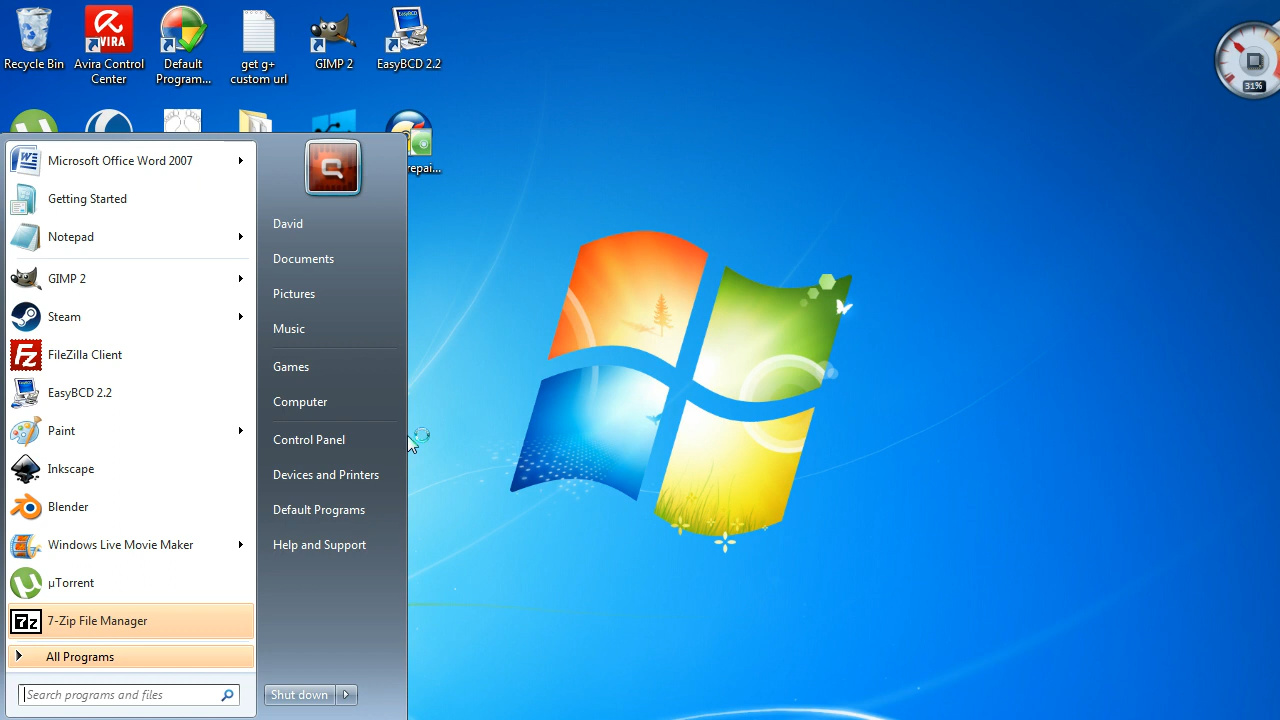 Recycle Bin
Avira Control
Center
Default
Program...
get g+
custom url
GIMP 2
EasyBCD 2.2
31%
repai...
Microsoft Office Word 2007
Getting Started
Notepad
GIMP 2
Steam
FileZilla Client
EasyBCD 2.2
Paint
Inkscape
Blender
Windows Live Movie Maker
µTorrent
7-Zip File Manager
All Programs
Search programs and files
David
Documents
Pictures
Music
Games
Computer
Control Panel
Devices and Printers
Default Programs
Help and Support
Shut down